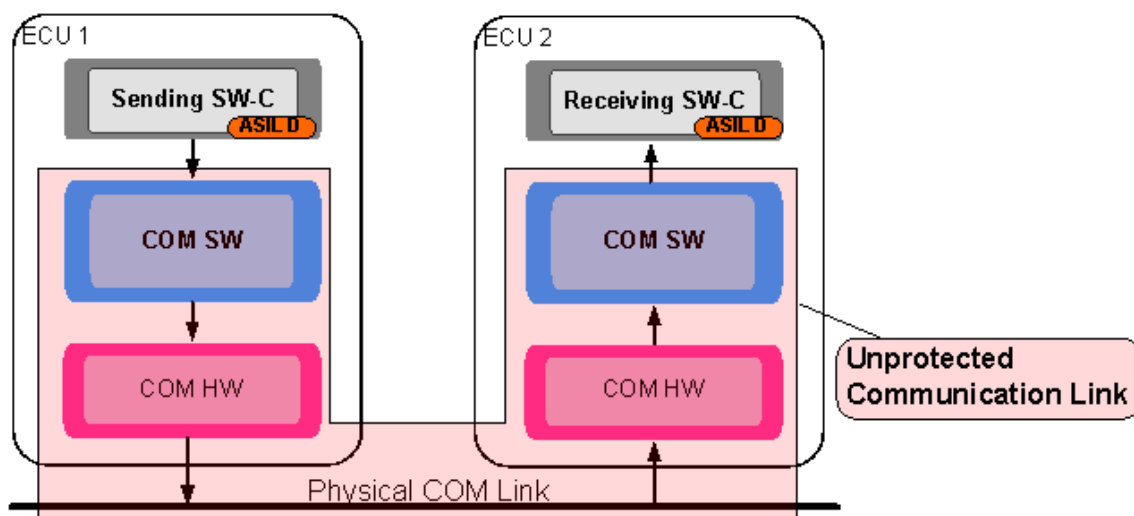 ECU 1
ECU 2
Sending SW-C
ASIL D
Receiving SW-C
ASIL D
COM SW
COM SW
COM HW
COM HW
Unprotected
Communication Link
Physical COM Link